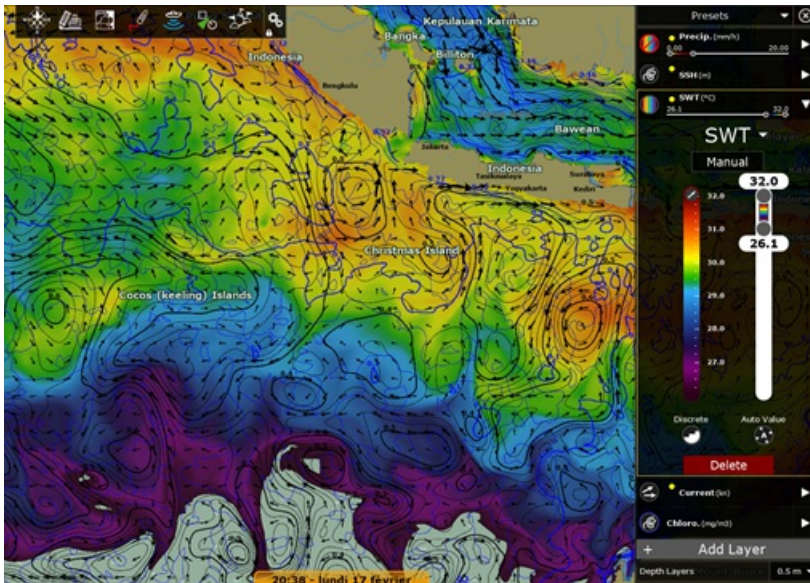 Presets
Precip. (mm/h)
0.00 20.00
SSH (m)
SWT (°C)
26.1 32.0
SWT
Manual
32.0
26.1
32.0
31.0
30.0
29.0
28.0
27.0
Discrete
Auto Value
Delete
Current (kn)
Chloro. (mg/m3)
+ Add Layer
Depth Layers 0.5 m
Kepulauan Karimata
Bangka
Billiton
Indonesia
Bengkulu
Bawean
Jakarta
Indonesia
Tasikmalaya
Surabaya
Yogyakarta
Kediri
Christmas Island
Cocos (keeling) Islands
20:38 - lundi 17 février